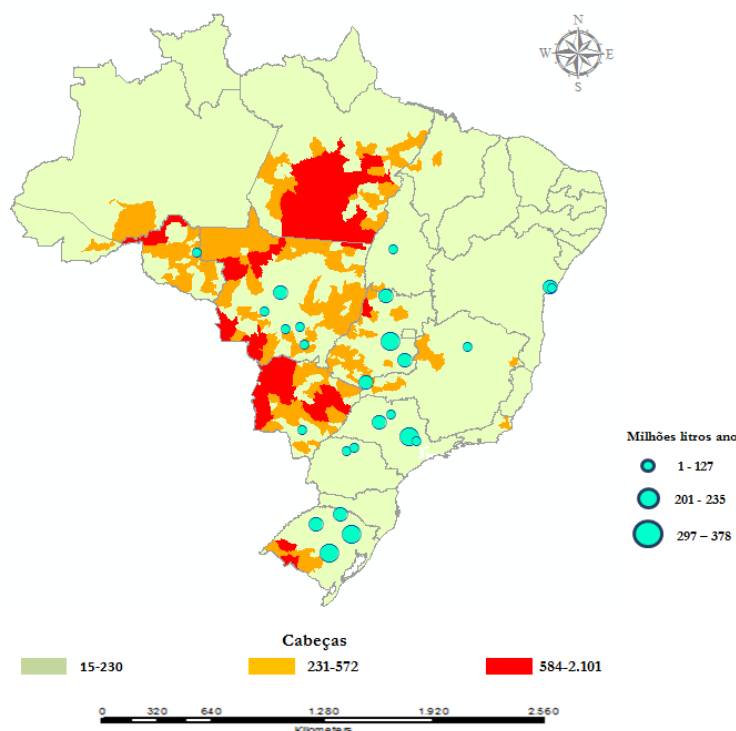 N
W E
S
Milhões litros ano
1 - 127
201 - 235
297 – 378
Cabeças
15-230
231-572
584-2.101
0 320 640 1.280 1.920 2.560
Kilometers